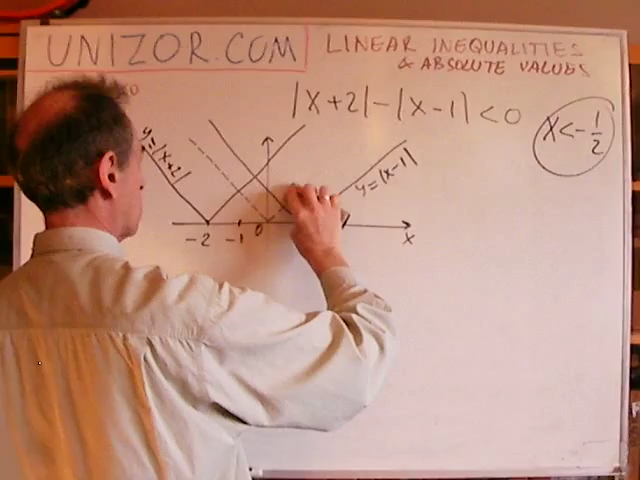 UNIZOR.COM
LINEAR INEQUALITIES
& ABSOLUTE VALUES
|X+2|-|X-1|<0
X<-1/2
y=|x+2|
y=|x-1|
-2 -1 0
X